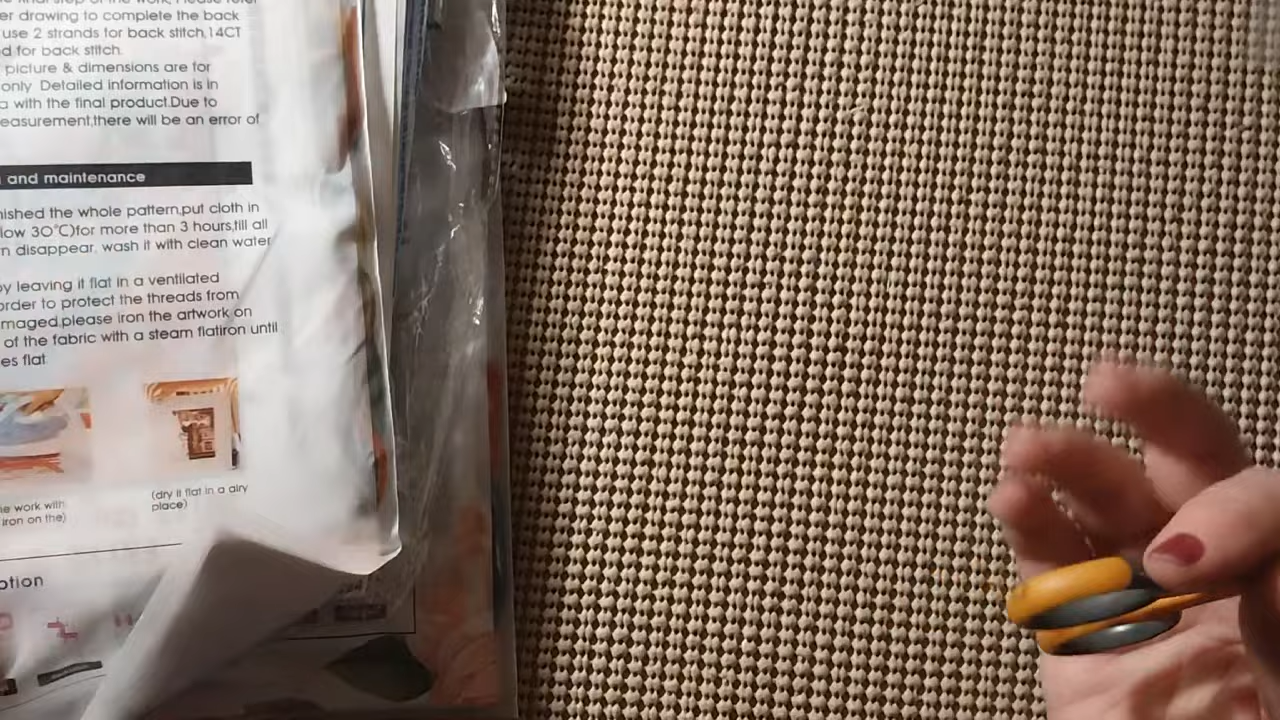 er drawing to complete the back
use 2 strands for back stitch,14CT
d for back stitch.
picture & dimensions are for
only Detailed information is in
a with the final product.Due to
easurement,there will be an error of
and maintenance
ished the whole pattern,put cloth in
low 30°C)for more than 3 hours,till all
n disappear, wash it with clean water
by leaving it flat in a ventilated
order to protect the threads from
maged,please iron the artwork on
of the fabric with a steam flatiron until
es flat
e work with
iron on the)
(dry it flat in a airy
place)
ption